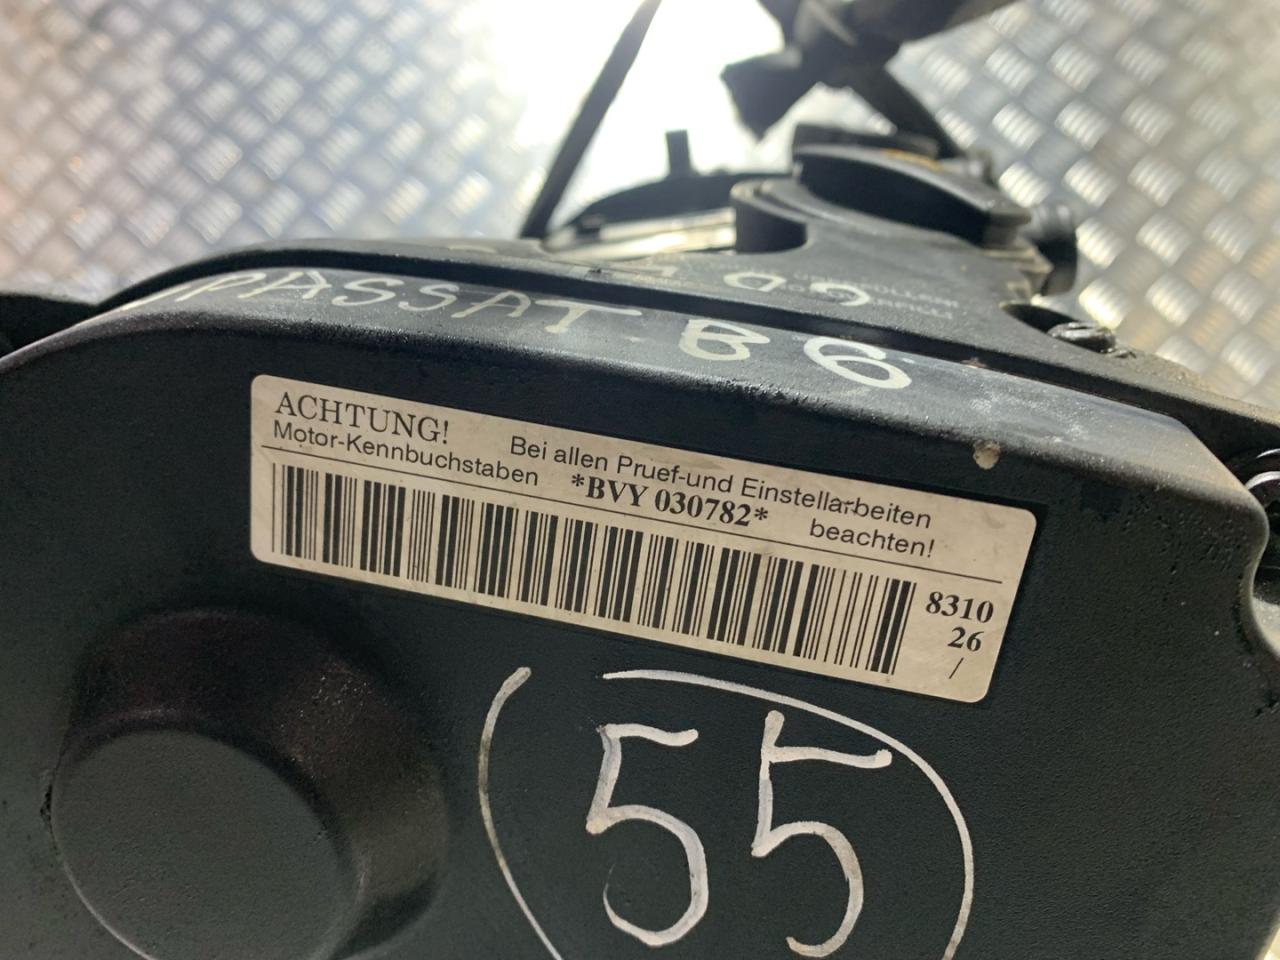 PASSAT B6
ACHTUNG! Bei allen Pruef-und Einstellarbeiten
Motor-Kennbuchstaben *BVY 030782* beachten!
8310
26
/
55